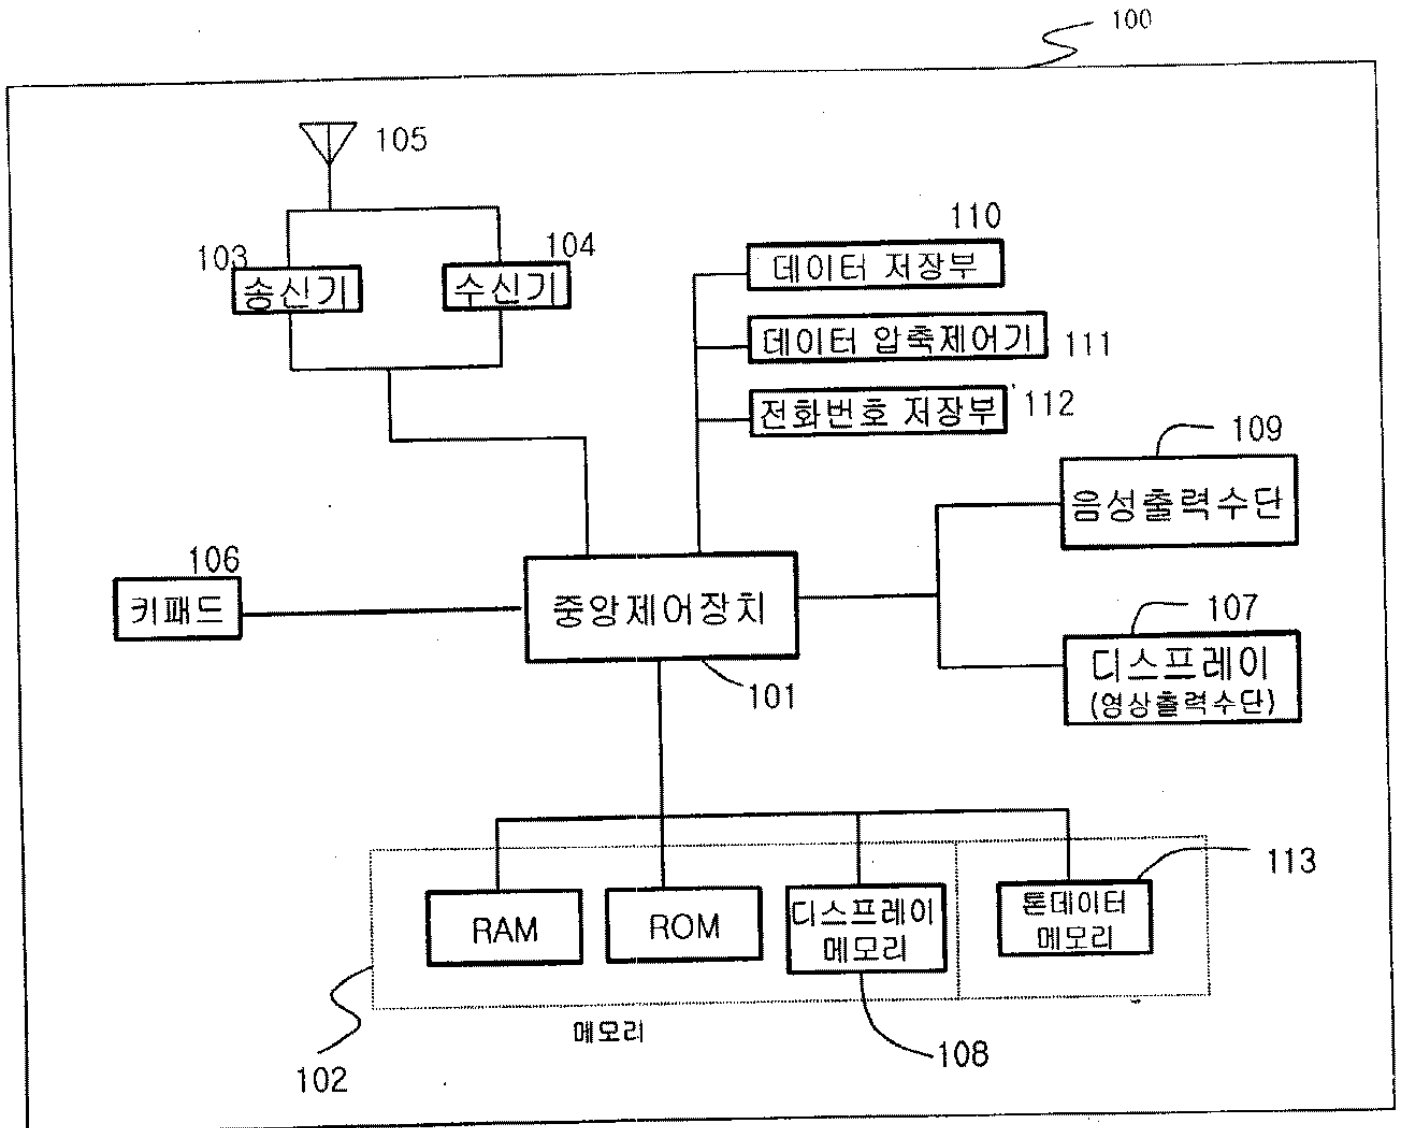 100
105
103
104
송신기
수신기
110
데이터 저장부
데이터 압축제어기
111
전화번호 저장부
112
109
음성출력수단
106
키패드
중앙제어장치
101
107
디스프레이
(영상출력수단)
113
RAM
ROM
디스프레이
메모리
톤데이터
메모리
메모리
102
108